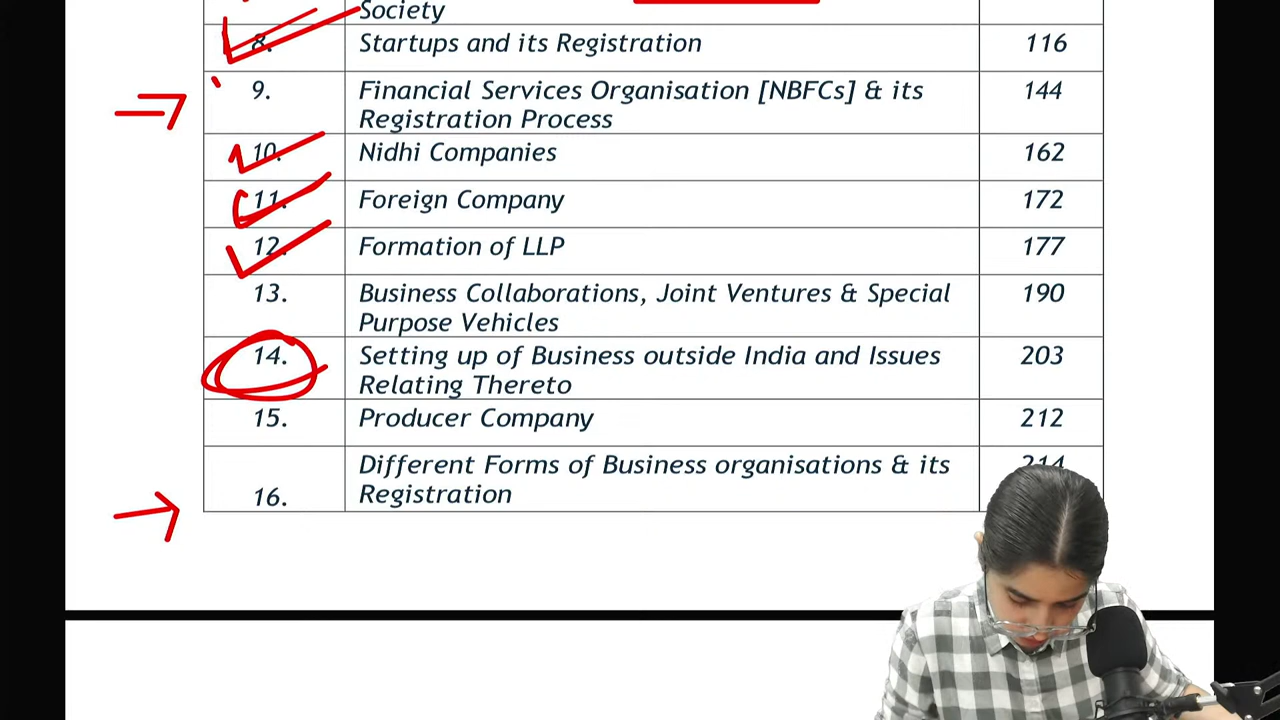 Society
8. Startups and its Registration 116
9. Financial Services Organisation [NBFCs] & its 144
Registration Process
10. Nidhi Companies 162
11. Foreign Company 172
12. Formation of LLP 177
13. Business Collaborations, Joint Ventures & Special 190
Purpose Vehicles
14. Setting up of Business outside India and Issues 203
Relating Thereto
15. Producer Company 212
Different Forms of Business organisations & its 214
16. Registration